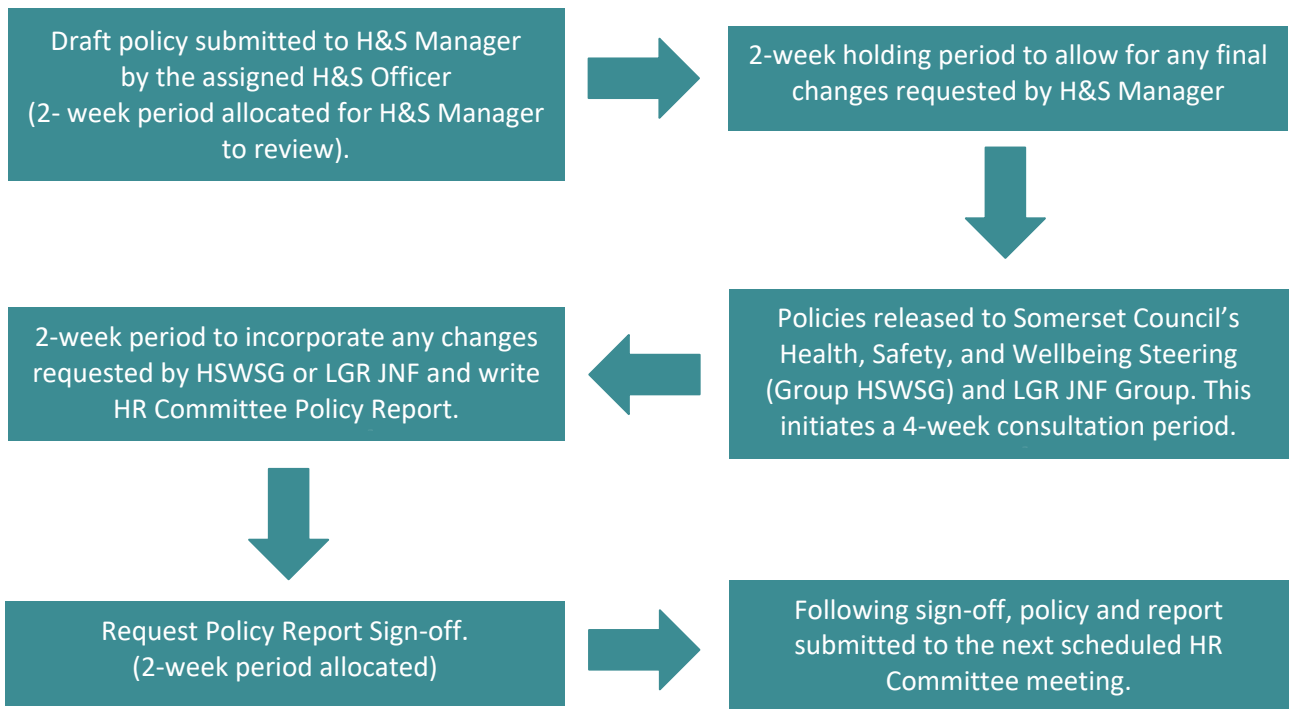 Draft policy submitted to H&S Manager
by the assigned H&S Officer
(2- week period allocated for H&S Manager
to review).
2-week holding period to allow for any final
changes requested by H&S Manager
Policies released to Somerset Council's
Health, Safety, and Wellbeing Steering
(Group HSWSG) and LGR JNF Group. This
initiates a 4-week consultation period.
2-week period to incorporate any changes
requested by HSWSG or LGR JNF and write
HR Committee Policy Report.
Request Policy Report Sign-off.
(2-week period allocated)
Following sign-off, policy and report
submitted to the next scheduled HR
Committee meeting.